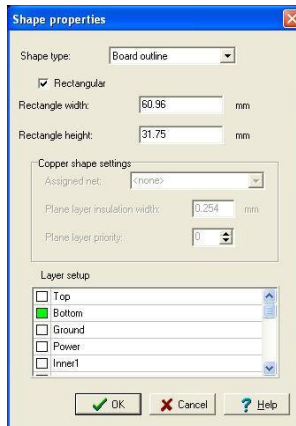 Shape properties
Shape type: Board outline
Rectangular
Rectangle width: 60.96 mm
Rectangle height: 31.75 mm
Copper shape settings
Assigned net: <none>
Plane layer insulation width: 0.254 mm
Plane layer priority: 0
Layer setup
Top
Bottom
Ground
Power
Inner1
OK Cancel ? Help